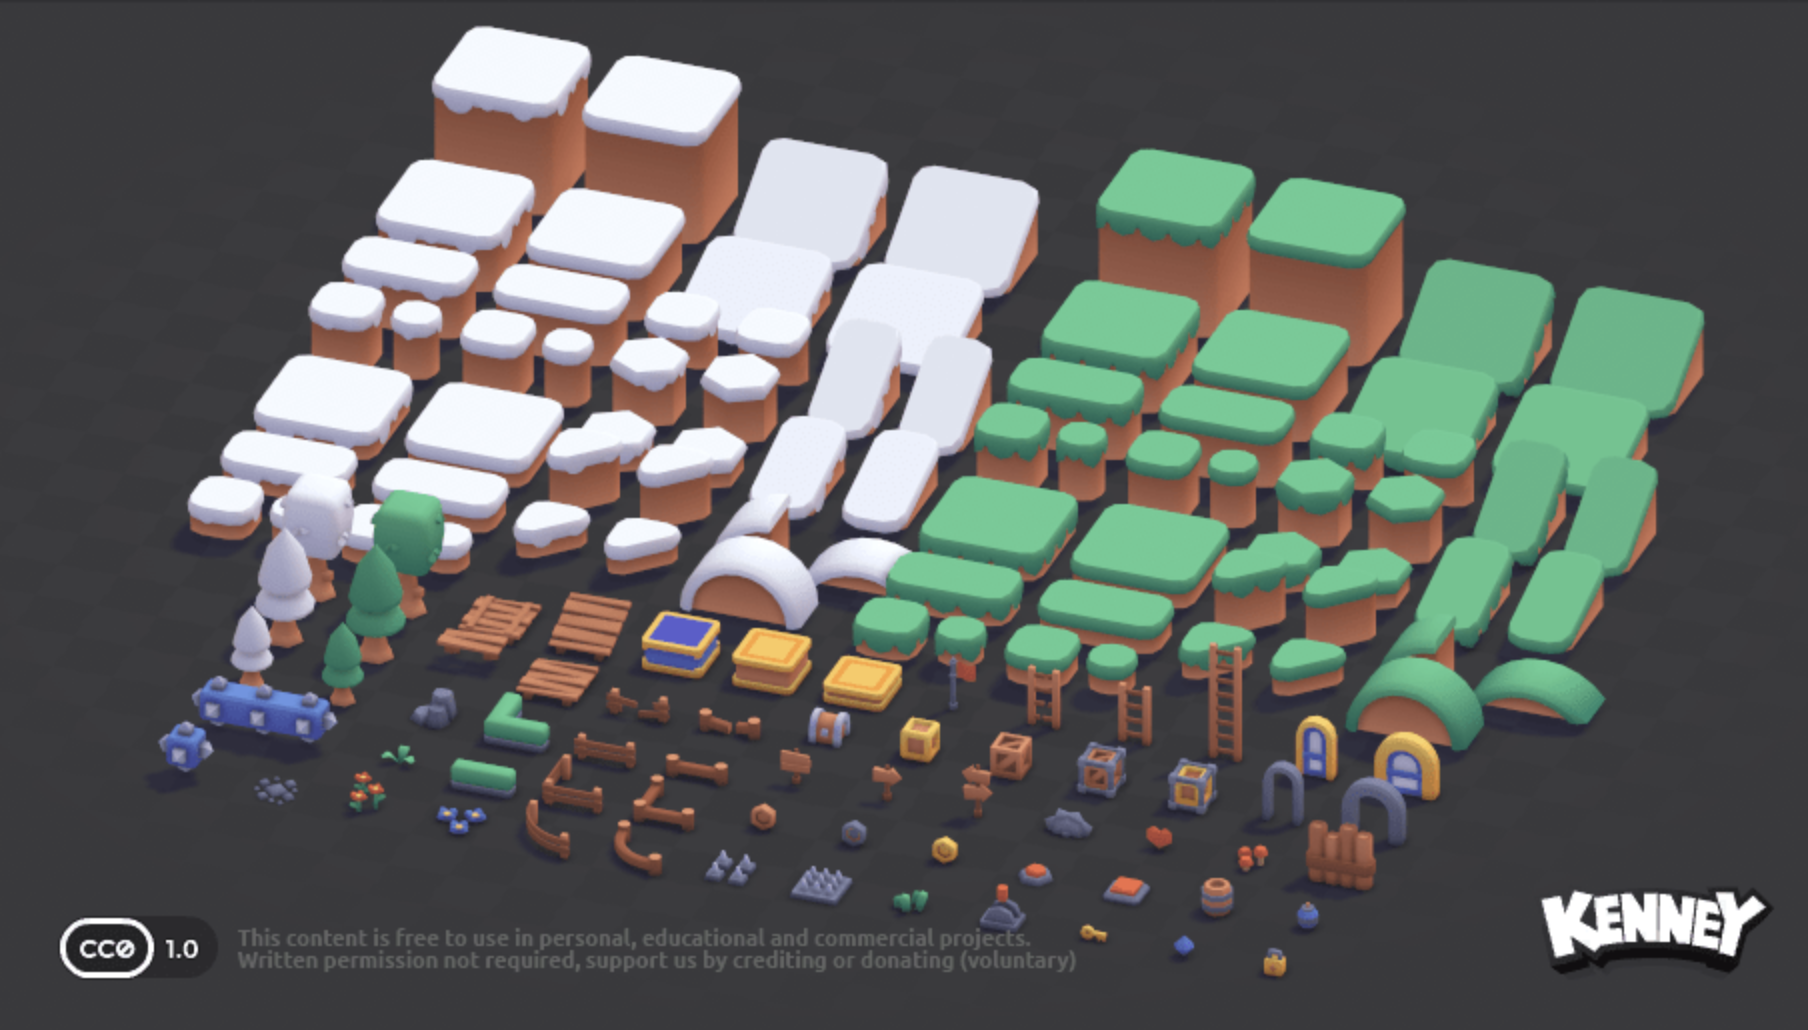 CC0 1.0
This content is free to use in personal, educational and commercial projects.
Written permission not required, support us by crediting or donating (voluntary)
KENNEY